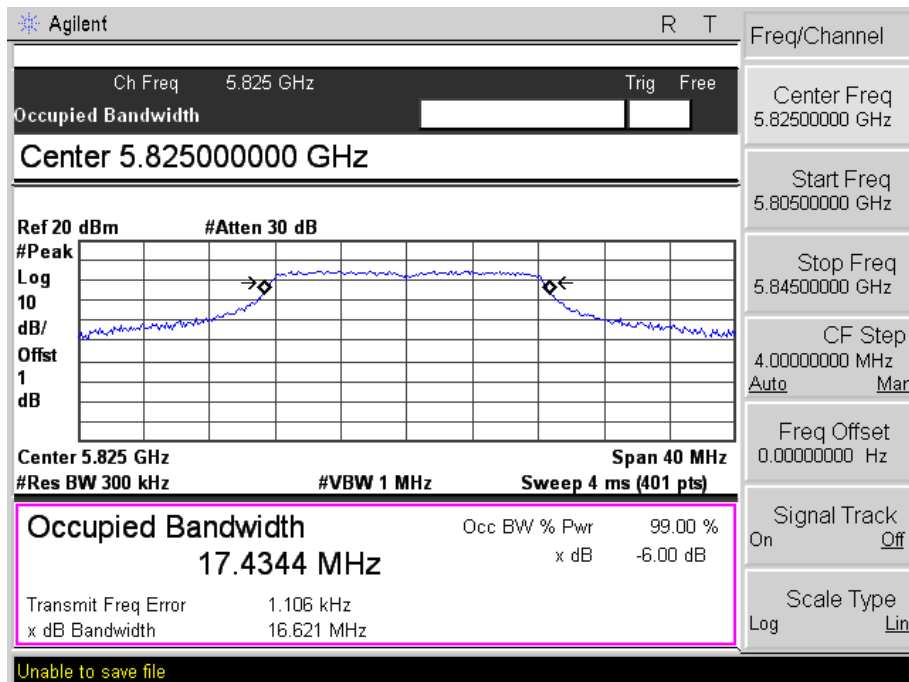 Agilent R T
Ch Freq 5.825 GHz Trig Free
Occupied Bandwidth
Center 5.825000000 GHz
Ref 20 dBm #Atten 30 dB
#Peak
Log
10
dB/
Offst
1
dB
Center 5.825 GHz Span 40 MHz
#Res BW 300 kHz #VBW 1 MHz Sweep 4 ms (401 pts)
Occupied Bandwidth
17.4344 MHz
Occ BW % Pwr 99.00 %
x dB -6.00 dB
Transmit Freq Error 1.106 kHz
x dB Bandwidth 16.621 MHz
Unable to save file
Freq/Channel
Center Freq
5.82500000 GHz
Start Freq
5.80500000 GHz
Stop Freq
5.84500000 GHz
CF Step
4.00000000 MHz
Auto Man
Freq Offset
0.00000000 Hz
Signal Track
On Off
Scale Type
Log Lin